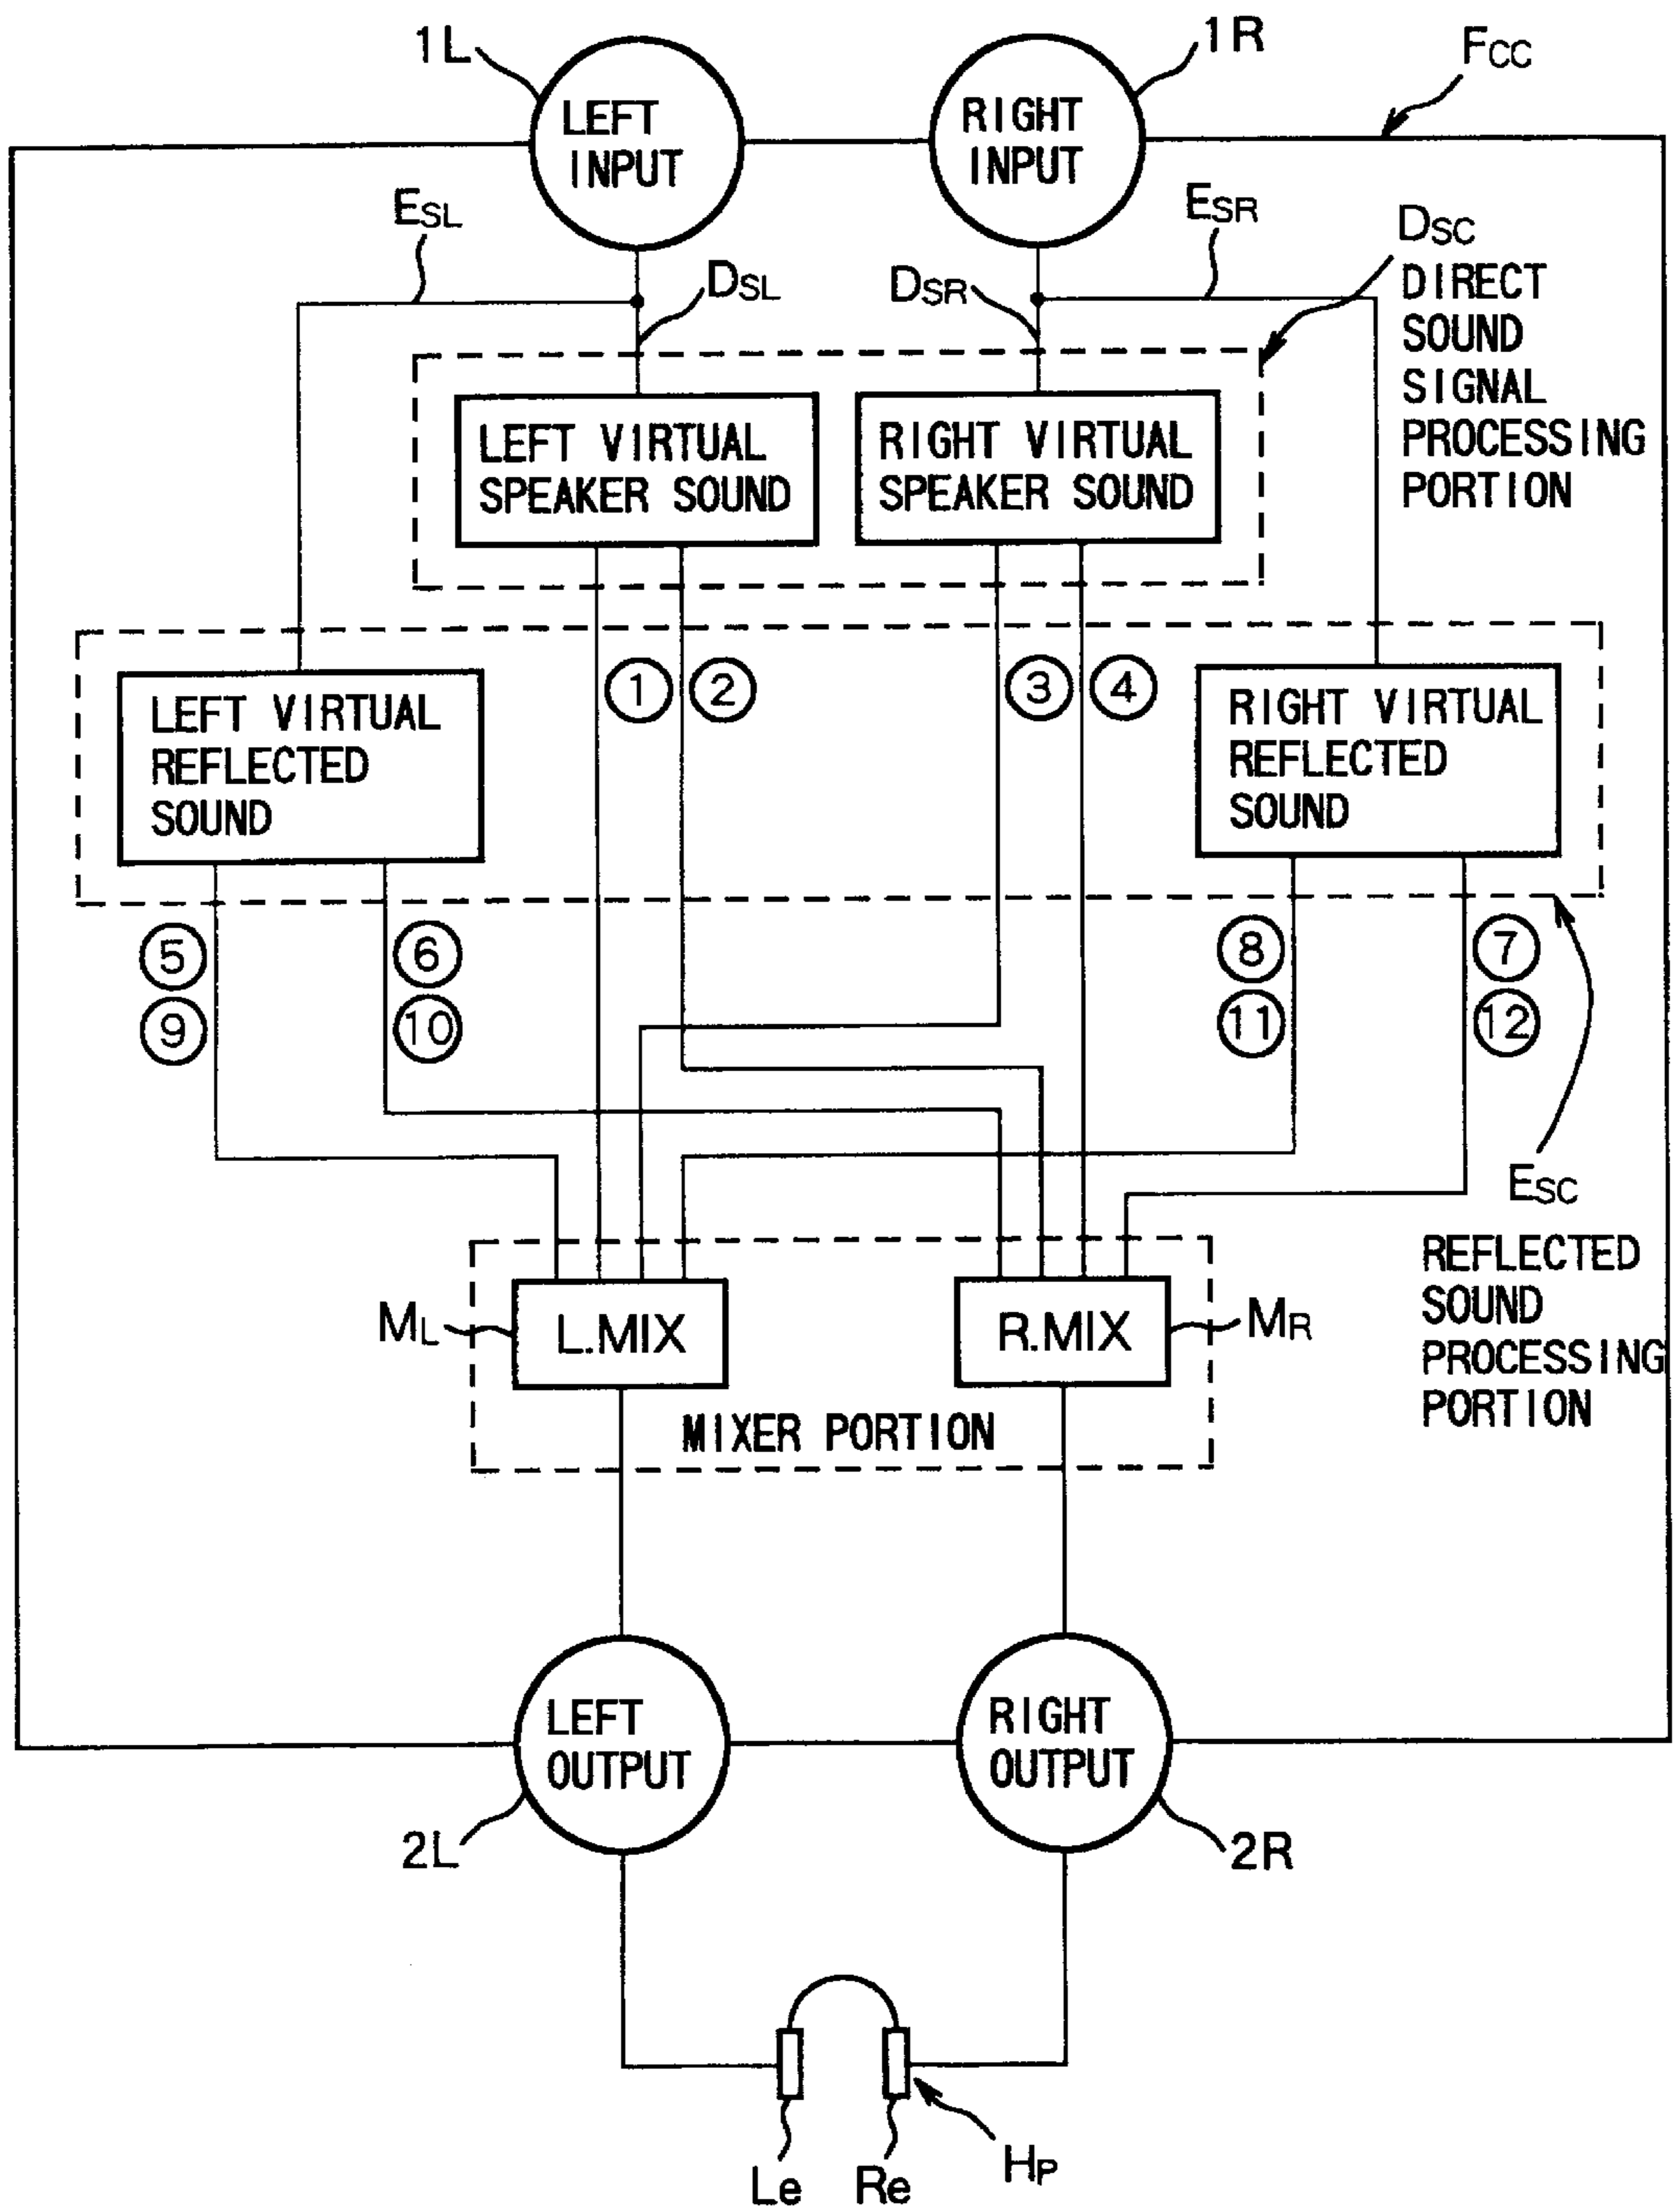 1L
1R
FCC
LEFT
INPUT
RIGHT
INPUT
ESL
ESR
DSL
DSR
DSC
DIRECT
SOUND
SIGNAL
PROCESSING
PORTION
LEFT VIRTUAL
SPEAKER SOUND
RIGHT VIRTUAL
SPEAKER SOUND
① ② ③ ④
LEFT VIRTUAL
REFLECTED
SOUND
RIGHT VIRTUAL
REFLECTED
SOUND
⑤ ⑥ ⑧ ⑦
⑨ ⑩ ⑪ ⑫
ESC
REFLECTED
SOUND
PROCESSING
PORTION
ML
L.MIX
R.MIX
MR
MIXER PORTION
LEFT
OUTPUT
RIGHT
OUTPUT
2L
2R
Le
Re
HP